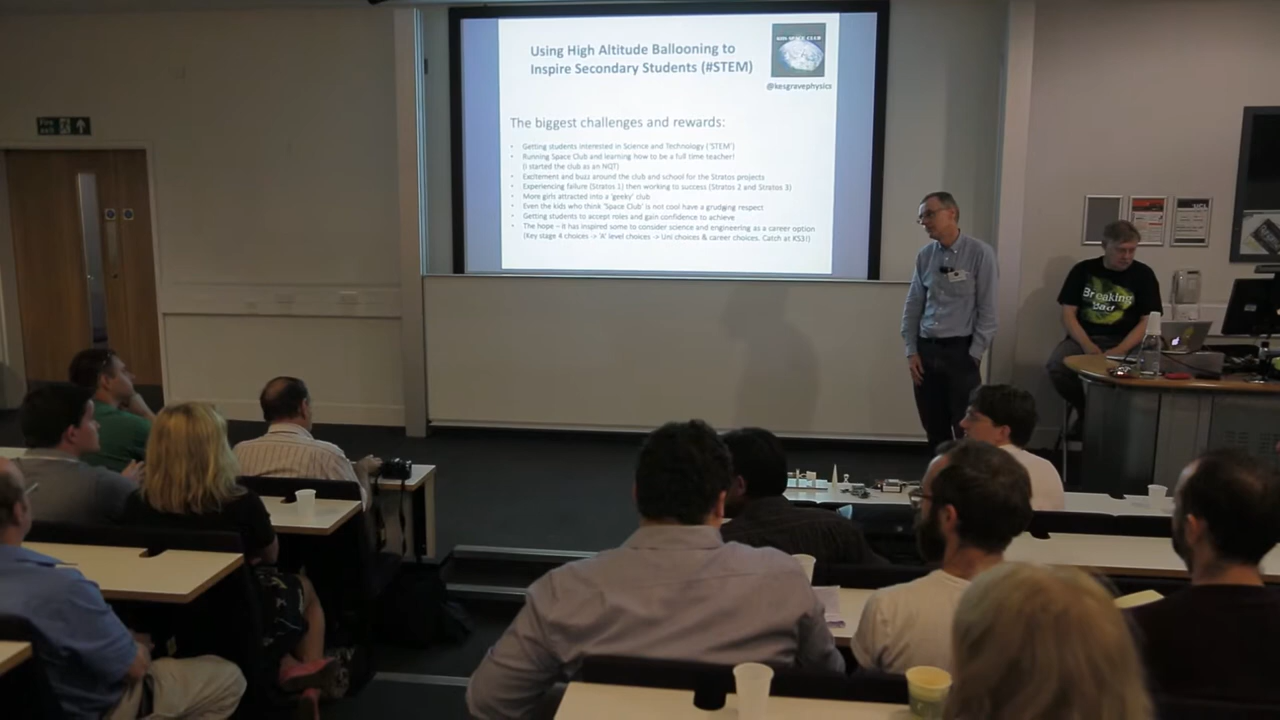 Using High Altitude Ballooning to
Inspire Secondary Students (#STEM)
SPACE CLUB
@kesgravephysics
The biggest challenges and rewards:
• Getting students interested in Science and Technology ('STEM')
• Running Space Club and learning how to be a full time teacher!
(I started the club as an NQT)
• Excitement and buzz around the club and school for the Stratos projects
• Experiencing failure (Stratos 1) then working to success (Stratos 2 and Stratos 3)
• More girls attracted into a 'geeky' club
• Even the kids who think 'Space Club' is not cool have a grudging respect
• Getting students to accept roles and gain confidence to achieve
• The hope – it has inspired some to consider science and engineering as a career option
(Key stage 4 choices -> 'A' level choices -> Uni choices & career choices. Catch at KS3!)
Fire exit
Breaking
Bad